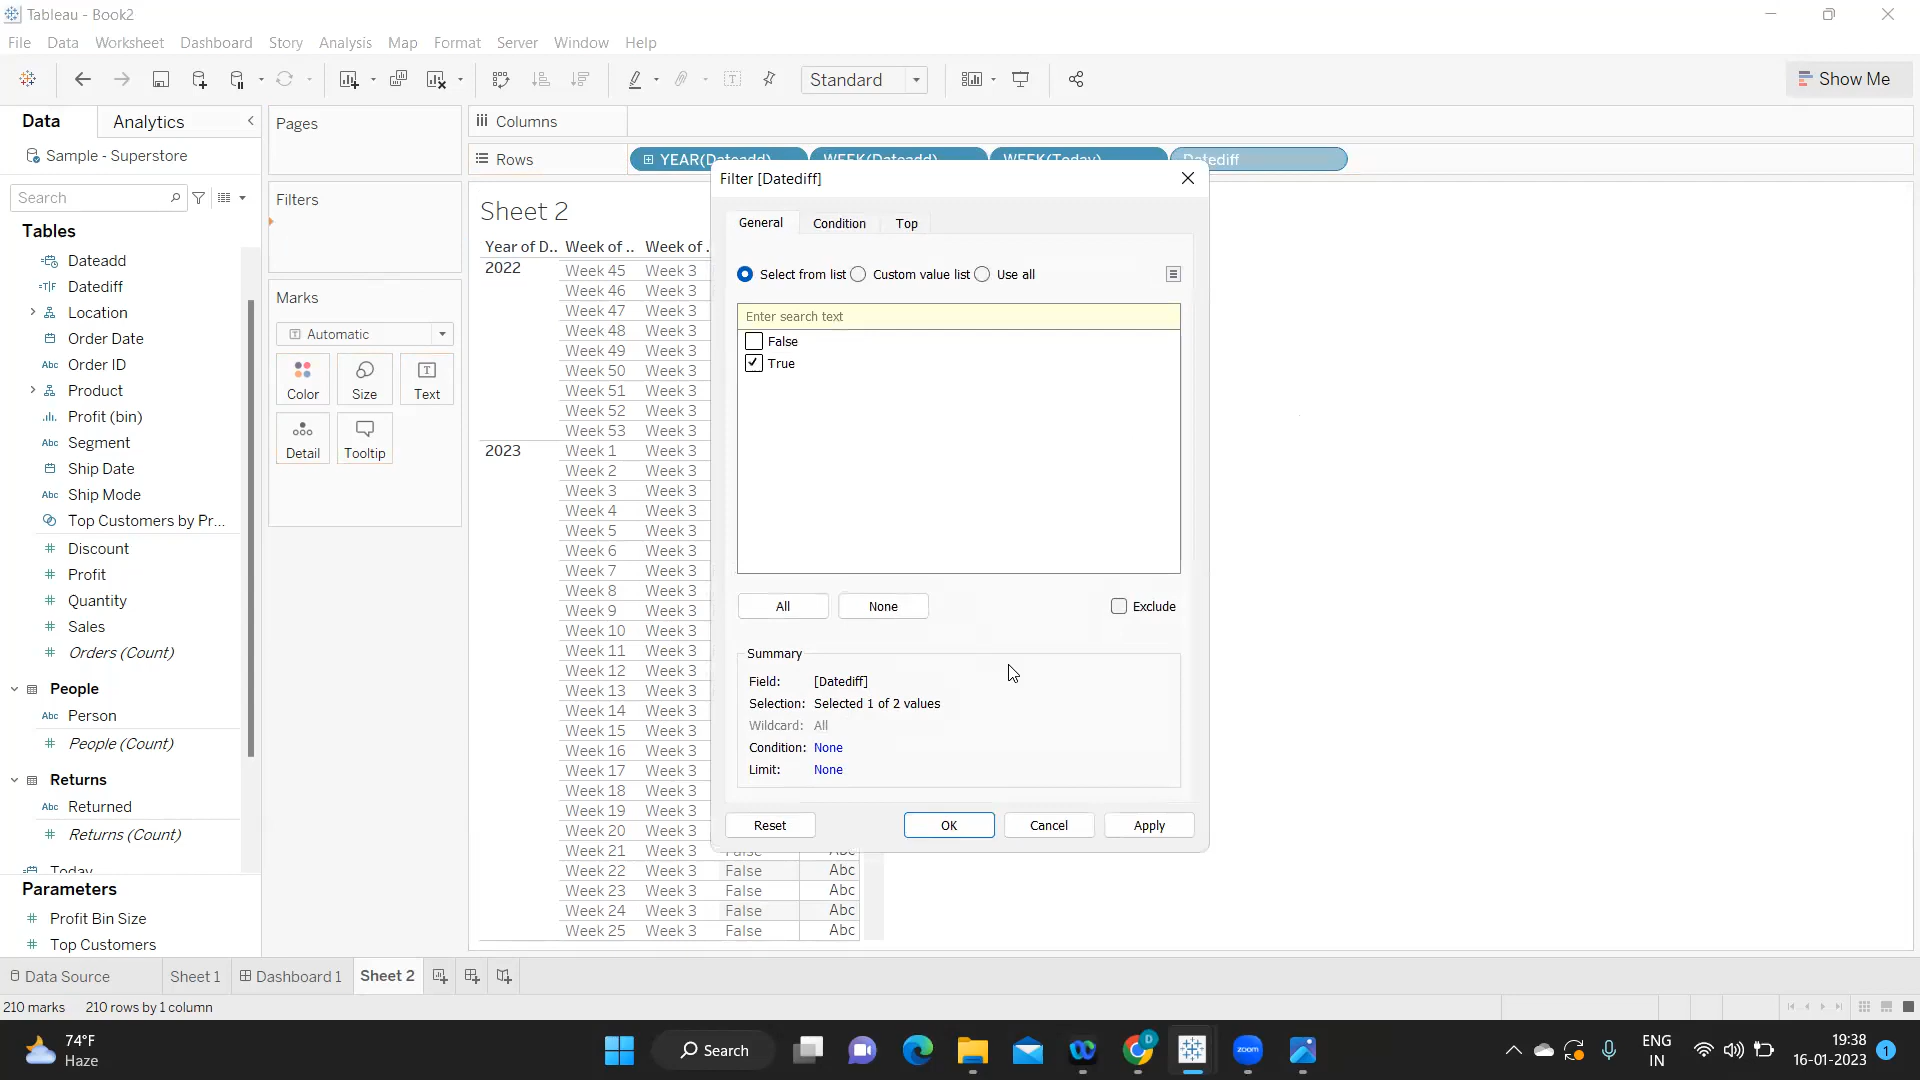 Tableau - Book2
File Data Worksheet Dashboard Story Analysis Map Format Server Window Help
Standard
Show Me
Data Analytics
Sample - Superstore
Search
Tables
Dateadd
Datediff
Location
Order Date
Abc Order ID
Product
Profit (bin)
Abc Segment
Ship Date
Abc Ship Mode
Top Customers by Pr...
Discount
Profit
Quantity
Sales
Orders (Count)
People
Abc Person
People (Count)
Returns
Abc Returned
Returns (Count)
Today
Parameters
Profit Bin Size
Top Customers
Pages
Filters
Marks
Automatic
Color Size Text
Detail Tooltip
Columns
Rows YEAR(Dateadd) WEEK(Dateadd) WEEK(Today) Datediff
Sheet 2
Year of D.. Week of .. Week of .
2022 Week 45 Week 3
Week 46 Week 3
Week 47 Week 3
Week 48 Week 3
Week 49 Week 3
Week 50 Week 3
Week 51 Week 3
Week 52 Week 3
Week 53 Week 3
2023 Week 1 Week 3
Week 2 Week 3
Week 3 Week 3
Week 4 Week 3
Week 5 Week 3
Week 6 Week 3
Week 7 Week 3
Week 8 Week 3
Week 9 Week 3
Week 10 Week 3
Week 11 Week 3
Week 12 Week 3
Week 13 Week 3
Week 14 Week 3
Week 15 Week 3
Week 16 Week 3
Week 17 Week 3
Week 18 Week 3
Week 19 Week 3
Week 20 Week 3
Week 21 Week 3 False Abc
Week 22 Week 3 False Abc
Week 23 Week 3 False Abc
Week 24 Week 3 False Abc
Week 25 Week 3 False Abc
Filter [Datediff]
General Condition Top
Select from list Custom value list Use all
Enter search text
False
True
All None Exclude
Summary
Field: [Datediff]
Selection: Selected 1 of 2 values
Wildcard: All
Condition: None
Limit: None
Reset OK Cancel Apply
Data Source Sheet 1 Dashboard 1 Sheet 2
210 marks 210 rows by 1 column
74°F
Haze
Search
D
zoom
ENG
IN
19:38
16-01-2023
1